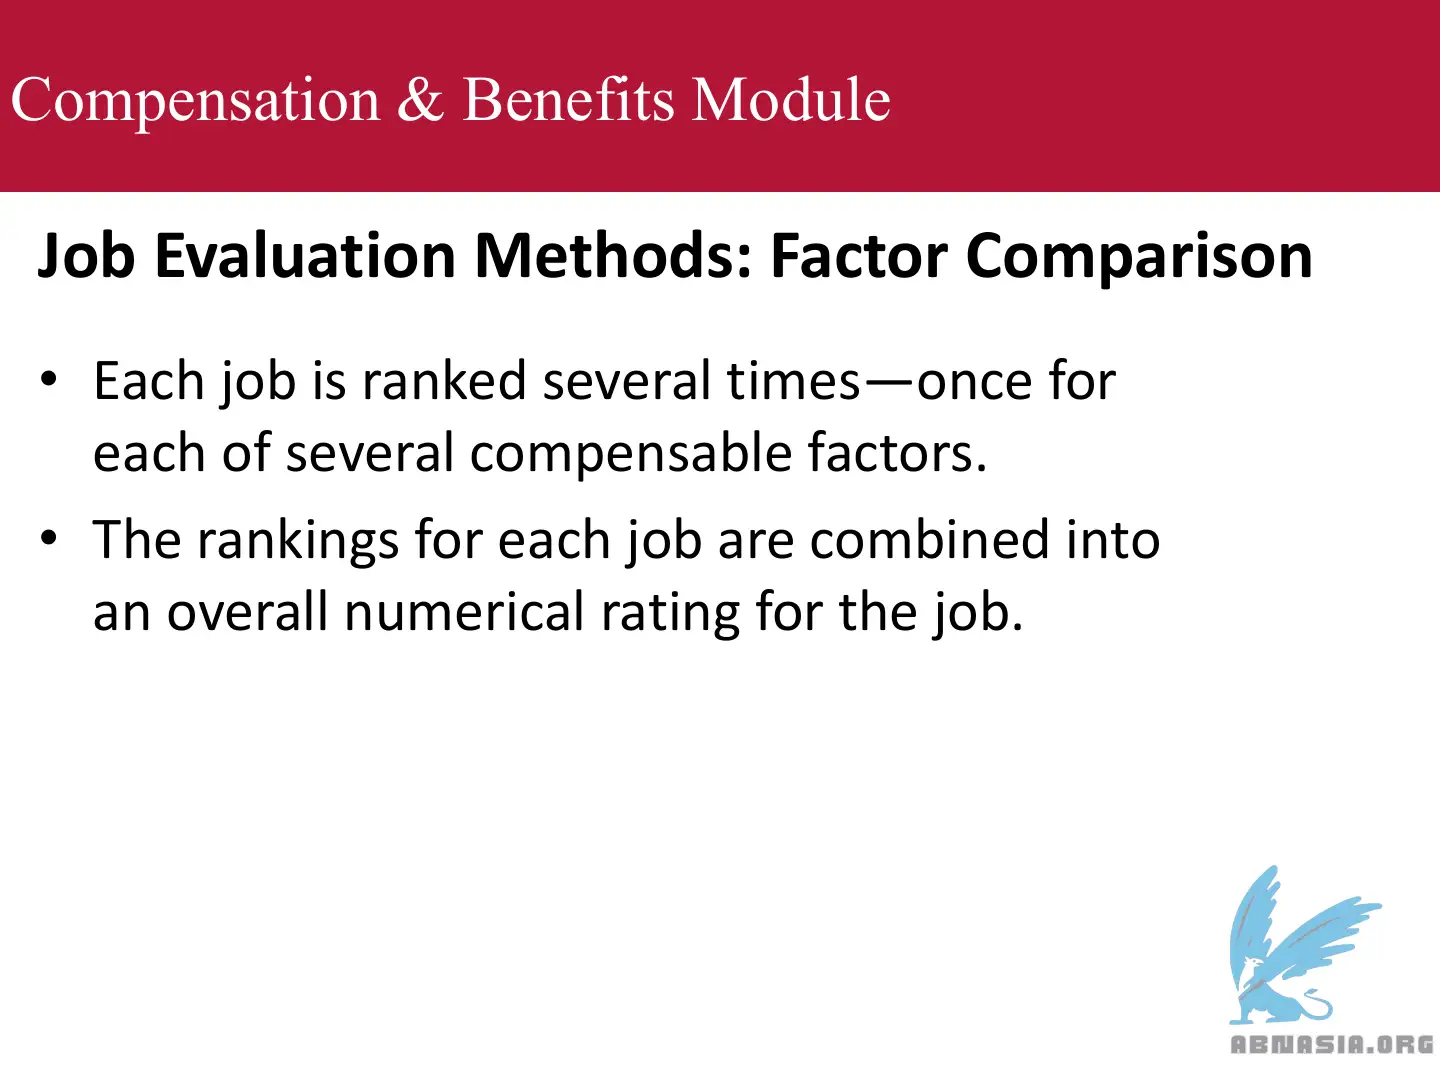 Compensation & Benefits Module
Job Evaluation Methods: Factor Comparison
• Each job is ranked several times—once for
each of several compensable factors.
• The rankings for each job are combined into
an overall numerical rating for the job.
ABNASIA.ORG